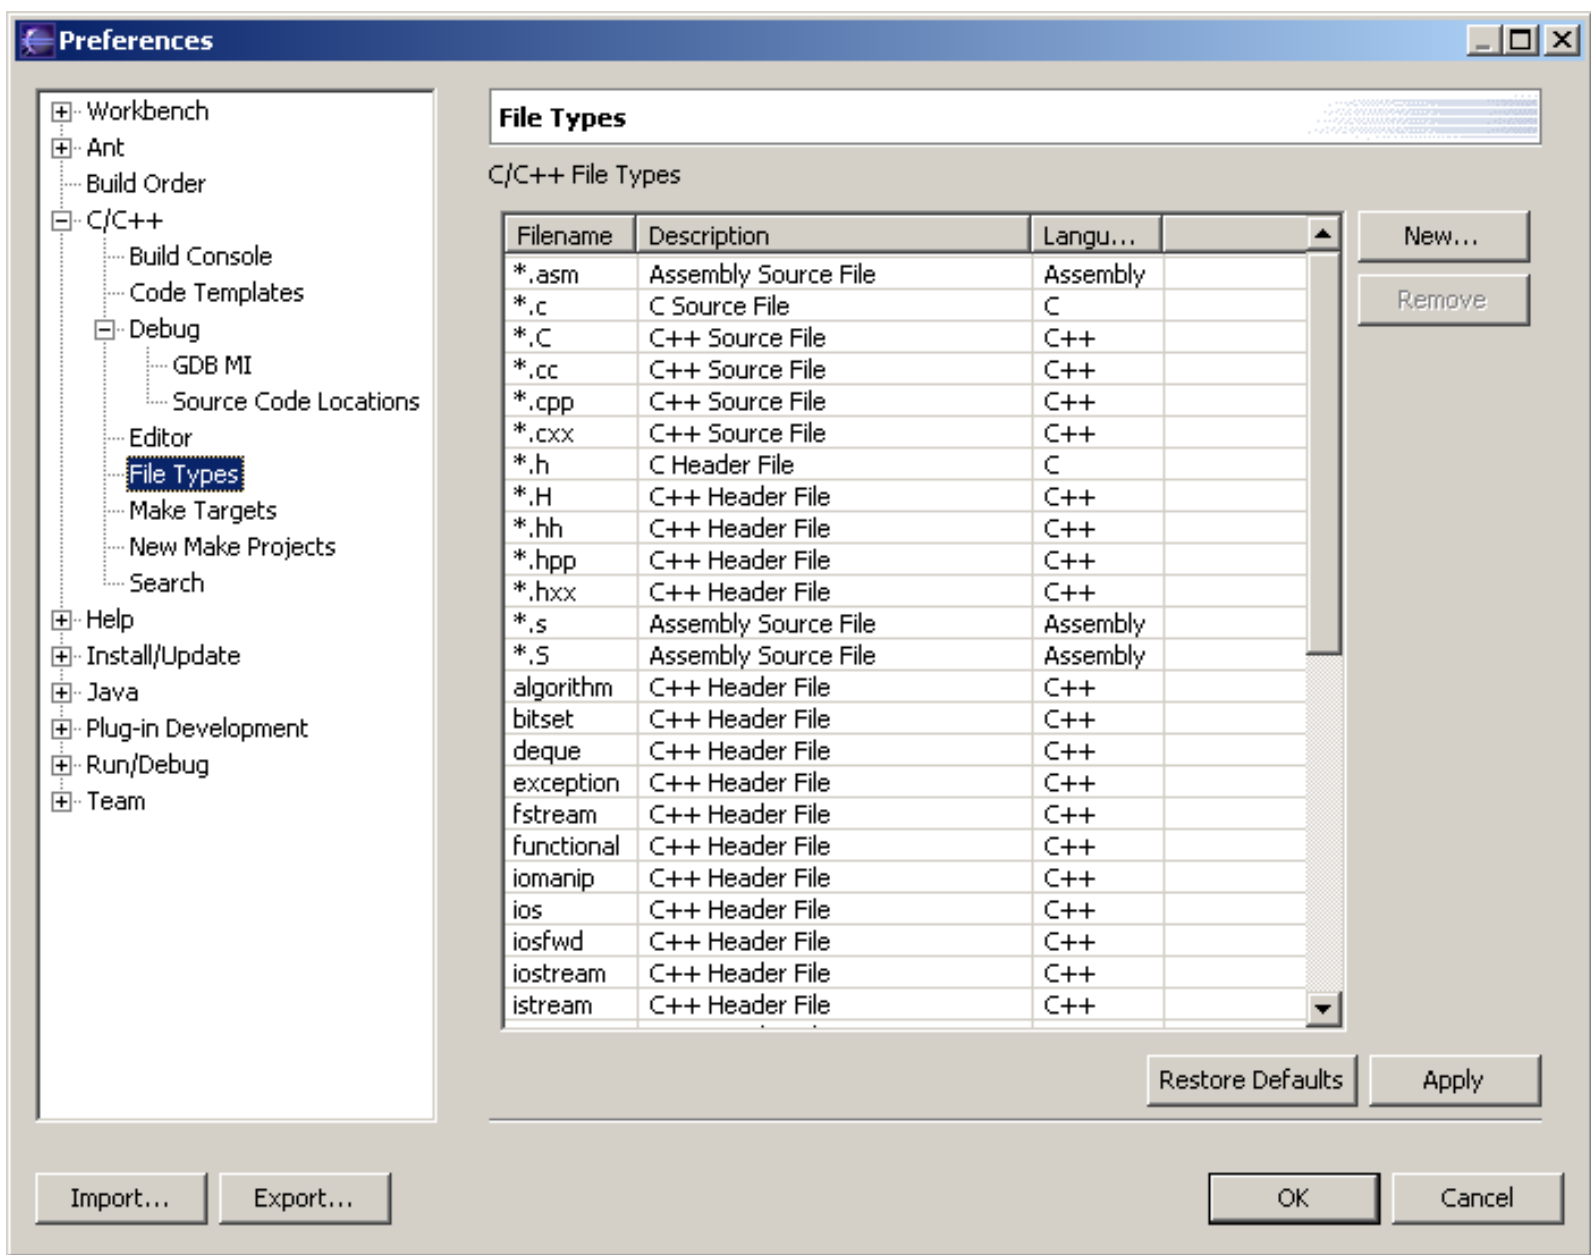 Preferences
Workbench
Ant
Build Order
C/C++
Build Console
Code Templates
Debug
GDB MI
Source Code Locations
Editor
File Types
Make Targets
New Make Projects
Search
Help
Install/Update
Java
Plug-in Development
Run/Debug
Team
File Types
C/C++ File Types
Filename Description Langu...
*.asm Assembly Source File Assembly
*.c C Source File C
*.C C++ Source File C++
*.cc C++ Source File C++
*.cpp C++ Source File C++
*.cxx C++ Source File C++
*.h C Header File C
*.H C++ Header File C++
*.hh C++ Header File C++
*.hpp C++ Header File C++
*.hxx C++ Header File C++
*.s Assembly Source File Assembly
*.S Assembly Source File Assembly
algorithm C++ Header File C++
bitset C++ Header File C++
deque C++ Header File C++
exception C++ Header File C++
fstream C++ Header File C++
functional C++ Header File C++
iomanip C++ Header File C++
ios C++ Header File C++
iosfwd C++ Header File C++
iostream C++ Header File C++
istream C++ Header File C++
New...
Remove
Restore Defaults Apply
Import... Export... OK Cancel